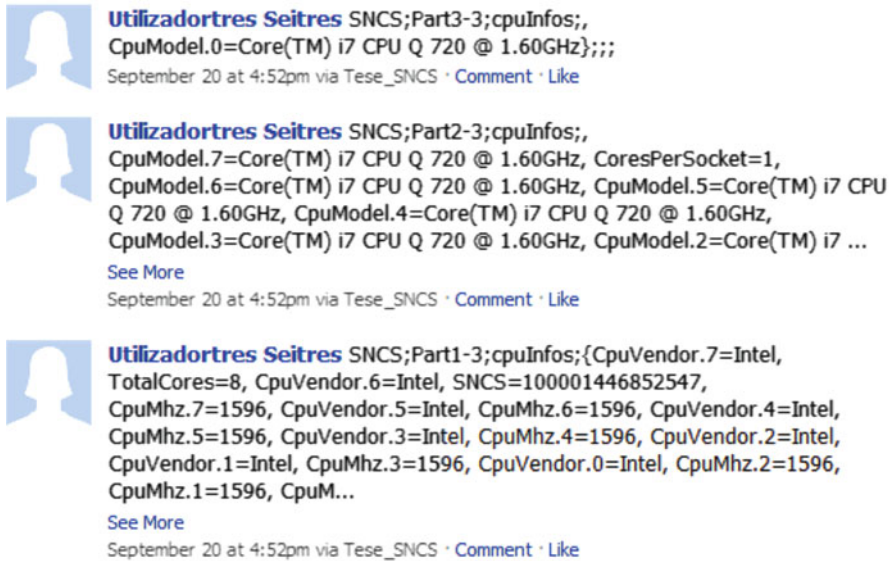 Utilizadortres Seitres SNCS;Part3-3;cpuInfos;,
CpuModel.0=Core(TM) i7 CPU Q 720 @ 1.60GHz};;;
September 20 at 4:52pm via Tese_SNCS · Comment · Like
Utilizadortres Seitres SNCS;Part2-3;cpuInfos;,
CpuModel.7=Core(TM) i7 CPU Q 720 @ 1.60GHz, CoresPerSocket=1,
CpuModel.6=Core(TM) i7 CPU Q 720 @ 1.60GHz, CpuModel.5=Core(TM) i7 CPU
Q 720 @ 1.60GHz, CpuModel.4=Core(TM) i7 CPU Q 720 @ 1.60GHz,
CpuModel.3=Core(TM) i7 CPU Q 720 @ 1.60GHz, CpuModel.2=Core(TM) i7 ...
See More
September 20 at 4:52pm via Tese_SNCS · Comment · Like
Utilizadortres Seitres SNCS;Part1-3;cpuInfos;{CpuVendor.7=Intel,
TotalCores=8, CpuVendor.6=Intel, SNCS=100001446852547,
CpuMhz.7=1596, CpuVendor.5=Intel, CpuMhz.6=1596, CpuVendor.4=Intel,
CpuMhz.5=1596, CpuVendor.3=Intel, CpuMhz.4=1596, CpuVendor.2=Intel,
CpuVendor.1=Intel, CpuMhz.3=1596, CpuVendor.0=Intel, CpuMhz.2=1596,
CpuMhz.1=1596, CpuM...
See More
September 20 at 4:52pm via Tese_SNCS · Comment · Like